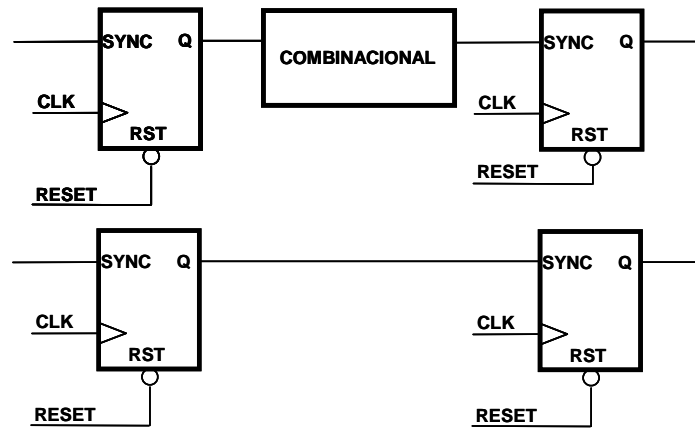 SYNC Q
COMBINACIONAL
SYNC Q
CLK
CLK
RST
RST
RESET
RESET
SYNC Q
SYNC Q
CLK
CLK
RST
RST
RESET
RESET